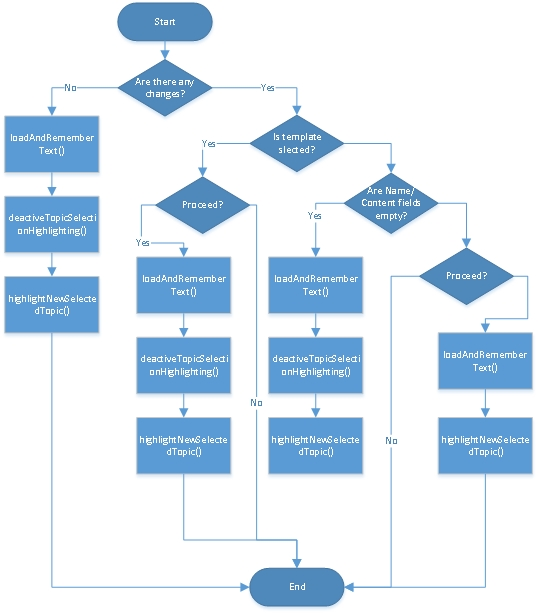 Start
Are there any
changes?
No
Yes
loadAndRemember
Text()
Is template
slected?
Yes
deactiveTopicSelecti
onHighlighting()
Proceed?
Are Name/
Content fields
empty?
Yes
Yes
highlightNewSelecte
dTopic()
loadAndRemember
Text()
loadAndRemember
Text()
Proceed?
deactiveTopicSelecti
onHighlighting()
deactiveTopicSelecti
onHighlighting()
loadAndRemember
Text()
No
highlightNewSelecte
dTopic()
highlightNewSelecte
dTopic()
No
highlightNewSelecte
dTopic()
End